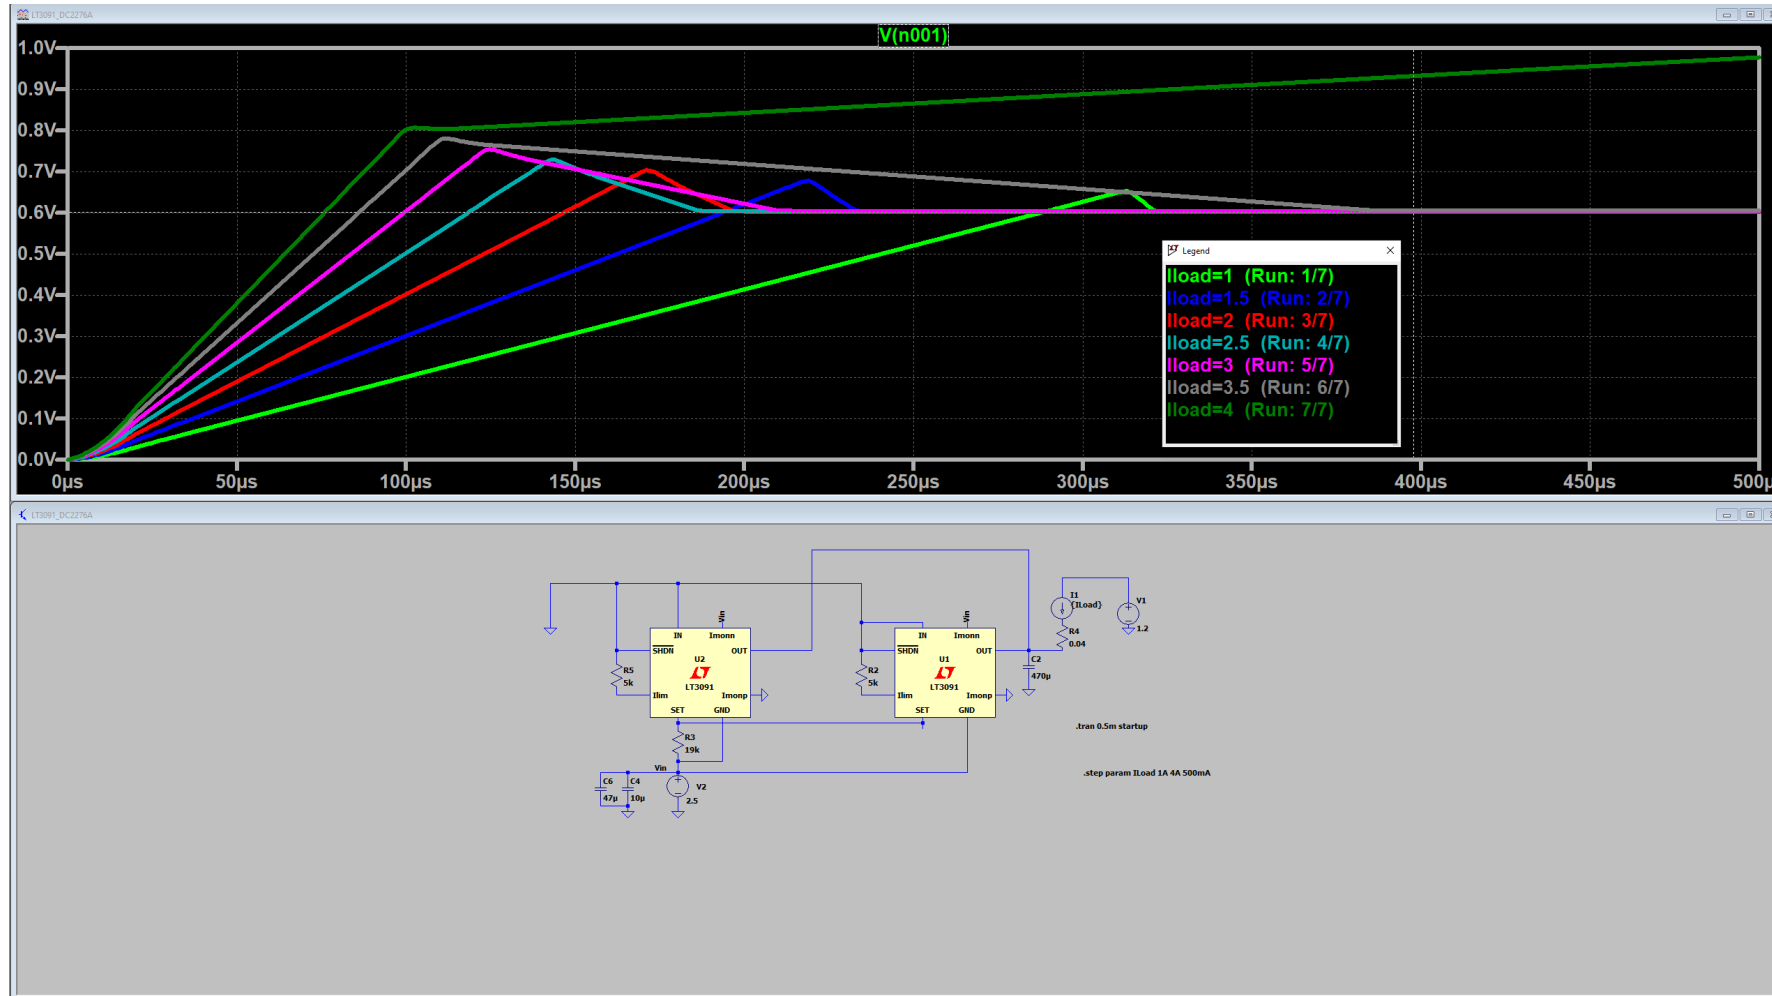 LT3091_DC2276A
V(n001)
1.0V
0.9V
0.8V
0.7V
0.6V
0.5V
0.4V
0.3V
0.2V
0.1V
0.0V
0µs 50µs 100µs 150µs 200µs 250µs 300µs 350µs 400µs 450µs 500µ
Legend
ILoad=1 (Run: 1/7)
ILoad=1.5 (Run: 2/7)
ILoad=2 (Run: 3/7)
ILoad=2.5 (Run: 4/7)
ILoad=3 (Run: 5/7)
ILoad=3.5 (Run: 6/7)
ILoad=4 (Run: 7/7)
LT3091_DC2276A
Vin
IN Imonn
SHDN OUT
U2
LT3091
Ilim Imonp
SET GND
R5
5k
Vin
IN Imonn
SHDN OUT
U1
LT3091
Ilim Imonp
SET GND
R2
5k
I1
{ILoad}
V1
1.2
R4
0.04
C2
470µ
R3
19k
Vin
C6
47µ
C4
10µ
V2
2.5
.tran 0.5m startup
.step param ILoad 1A 4A 500mA